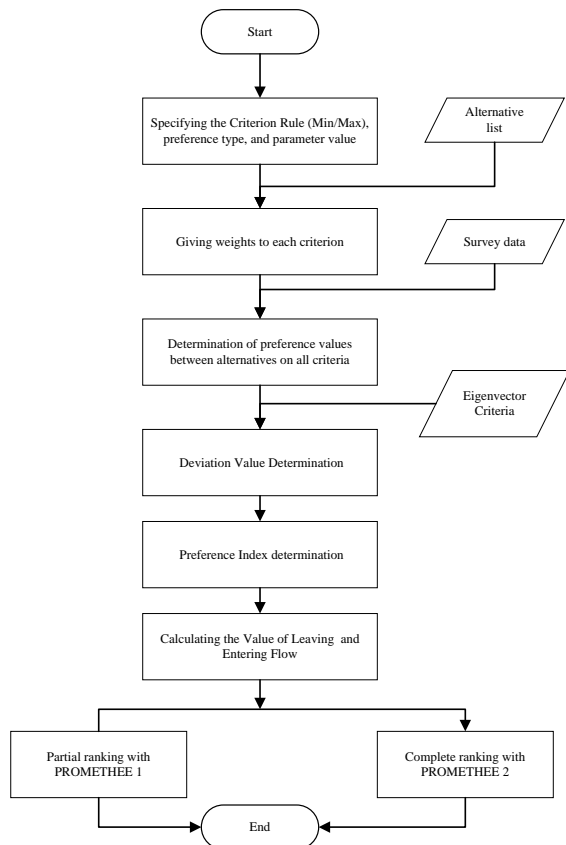 Start
Specifying the Criterion Rule (Min/Max),
preference type, and parameter value
Alternative
list
Giving weights to each criterion
Survey data
Determination of preference values
between alternatives on all criteria
Eigenvector
Criteria
Deviation Value Determination
Preference Index determination
Calculating the Value of Leaving and
Entering Flow
Partial ranking with
PROMETHEE 1
Complete ranking with
PROMETHEE 2
End